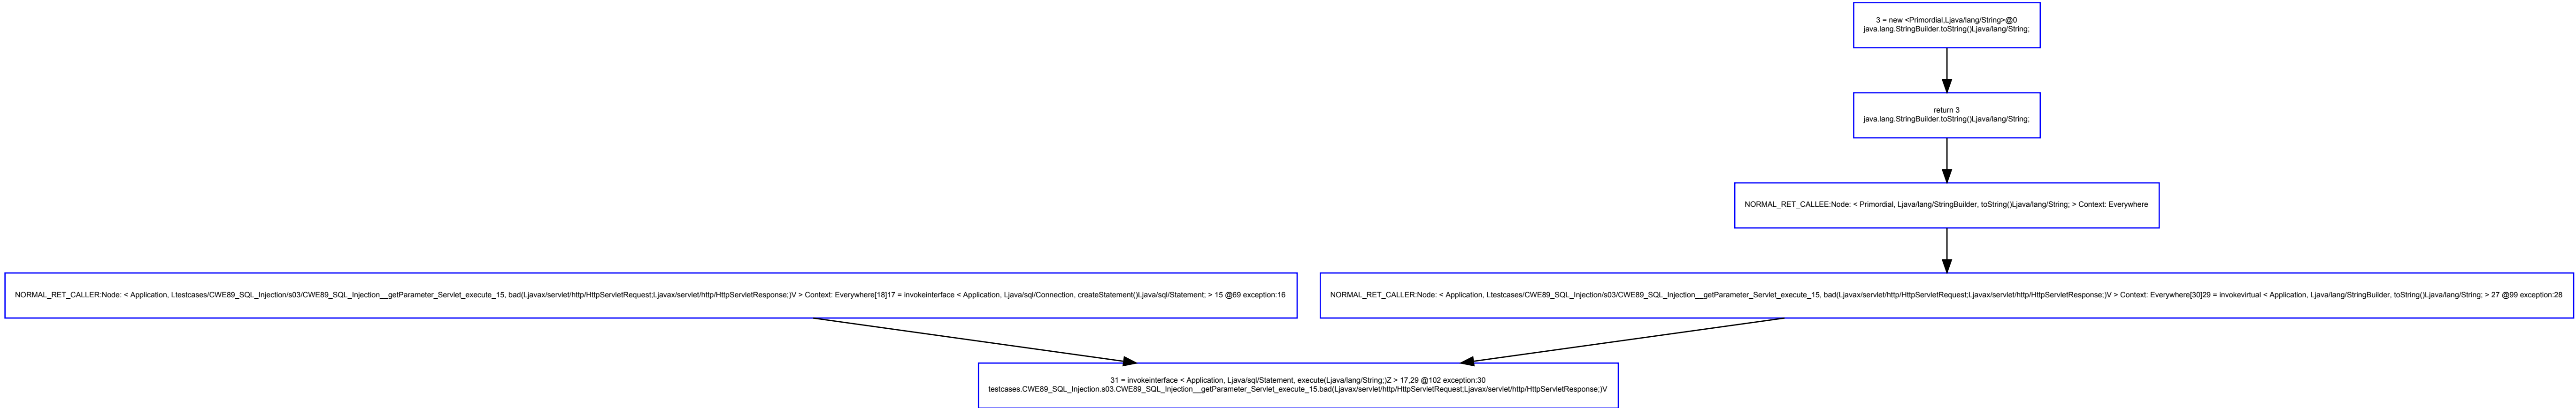 3 = new <Primordial,Ljava/lang/String>@0
java.lang.StringBuilder.toString()Ljava/lang/String;
return 3
java.lang.StringBuilder.toString()Ljava/lang/String;
NORMAL_RET_CALLEE:Node: < Primordial, Ljava/lang/StringBuilder, toString()Ljava/lang/String; > Context: Everywhere
NORMAL_RET_CALLER:Node: < Application, Ltestcases/CWE89_SQL_Injection/s03/CWE89_SQL_Injection__getParameter_Servlet_execute_15, bad(Ljavax/servlet/http/HttpServletRequest;Ljavax/servlet/http/HttpServletResponse;)V > Context: Everywhere[18]17 = invokeinterface < Application, Ljava/sql/Connection, createStatement()Ljava/sql/Statement; > 15 @69 exception:16
NORMAL_RET_CALLER:Node: < Application, Ltestcases/CWE89_SQL_Injection/s03/CWE89_SQL_Injection__getParameter_Servlet_execute_15, bad(Ljavax/servlet/http/HttpServletRequest;Ljavax/servlet/http/HttpServletResponse;)V > Context: Everywhere[30]29 = invokevirtual < Application, Ljava/lang/StringBuilder, toString()Ljava/lang/String; > 27 @99 exception:28
31 = invokeinterface < Application, Ljava/sql/Statement, execute(Ljava/lang/String;)Z > 17,29 @102 exception:30
testcases.CWE89_SQL_Injection.s03.CWE89_SQL_Injection__getParameter_Servlet_execute_15.bad(Ljavax/servlet/http/HttpServletRequest;Ljavax/servlet/http/HttpServletResponse;)V